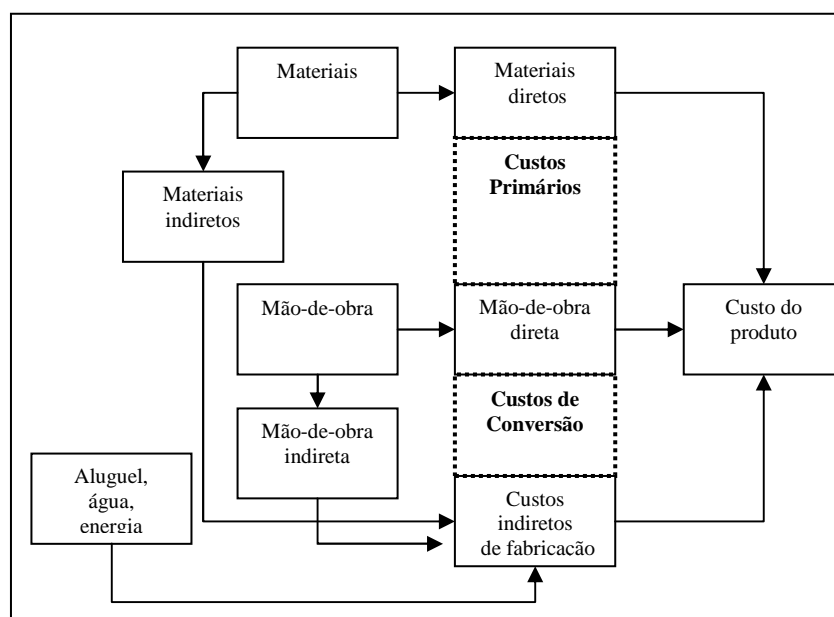 Materiais
Materiais
diretos
Custos
Primários
Materiais
indiretos
Mão-de-obra
Mão-de-obra
direta
Custo do
produto
Custos de
Conversão
Mão-de-obra
indireta
Aluguel,
água,
energia
Custos
indiretos
de fabricação